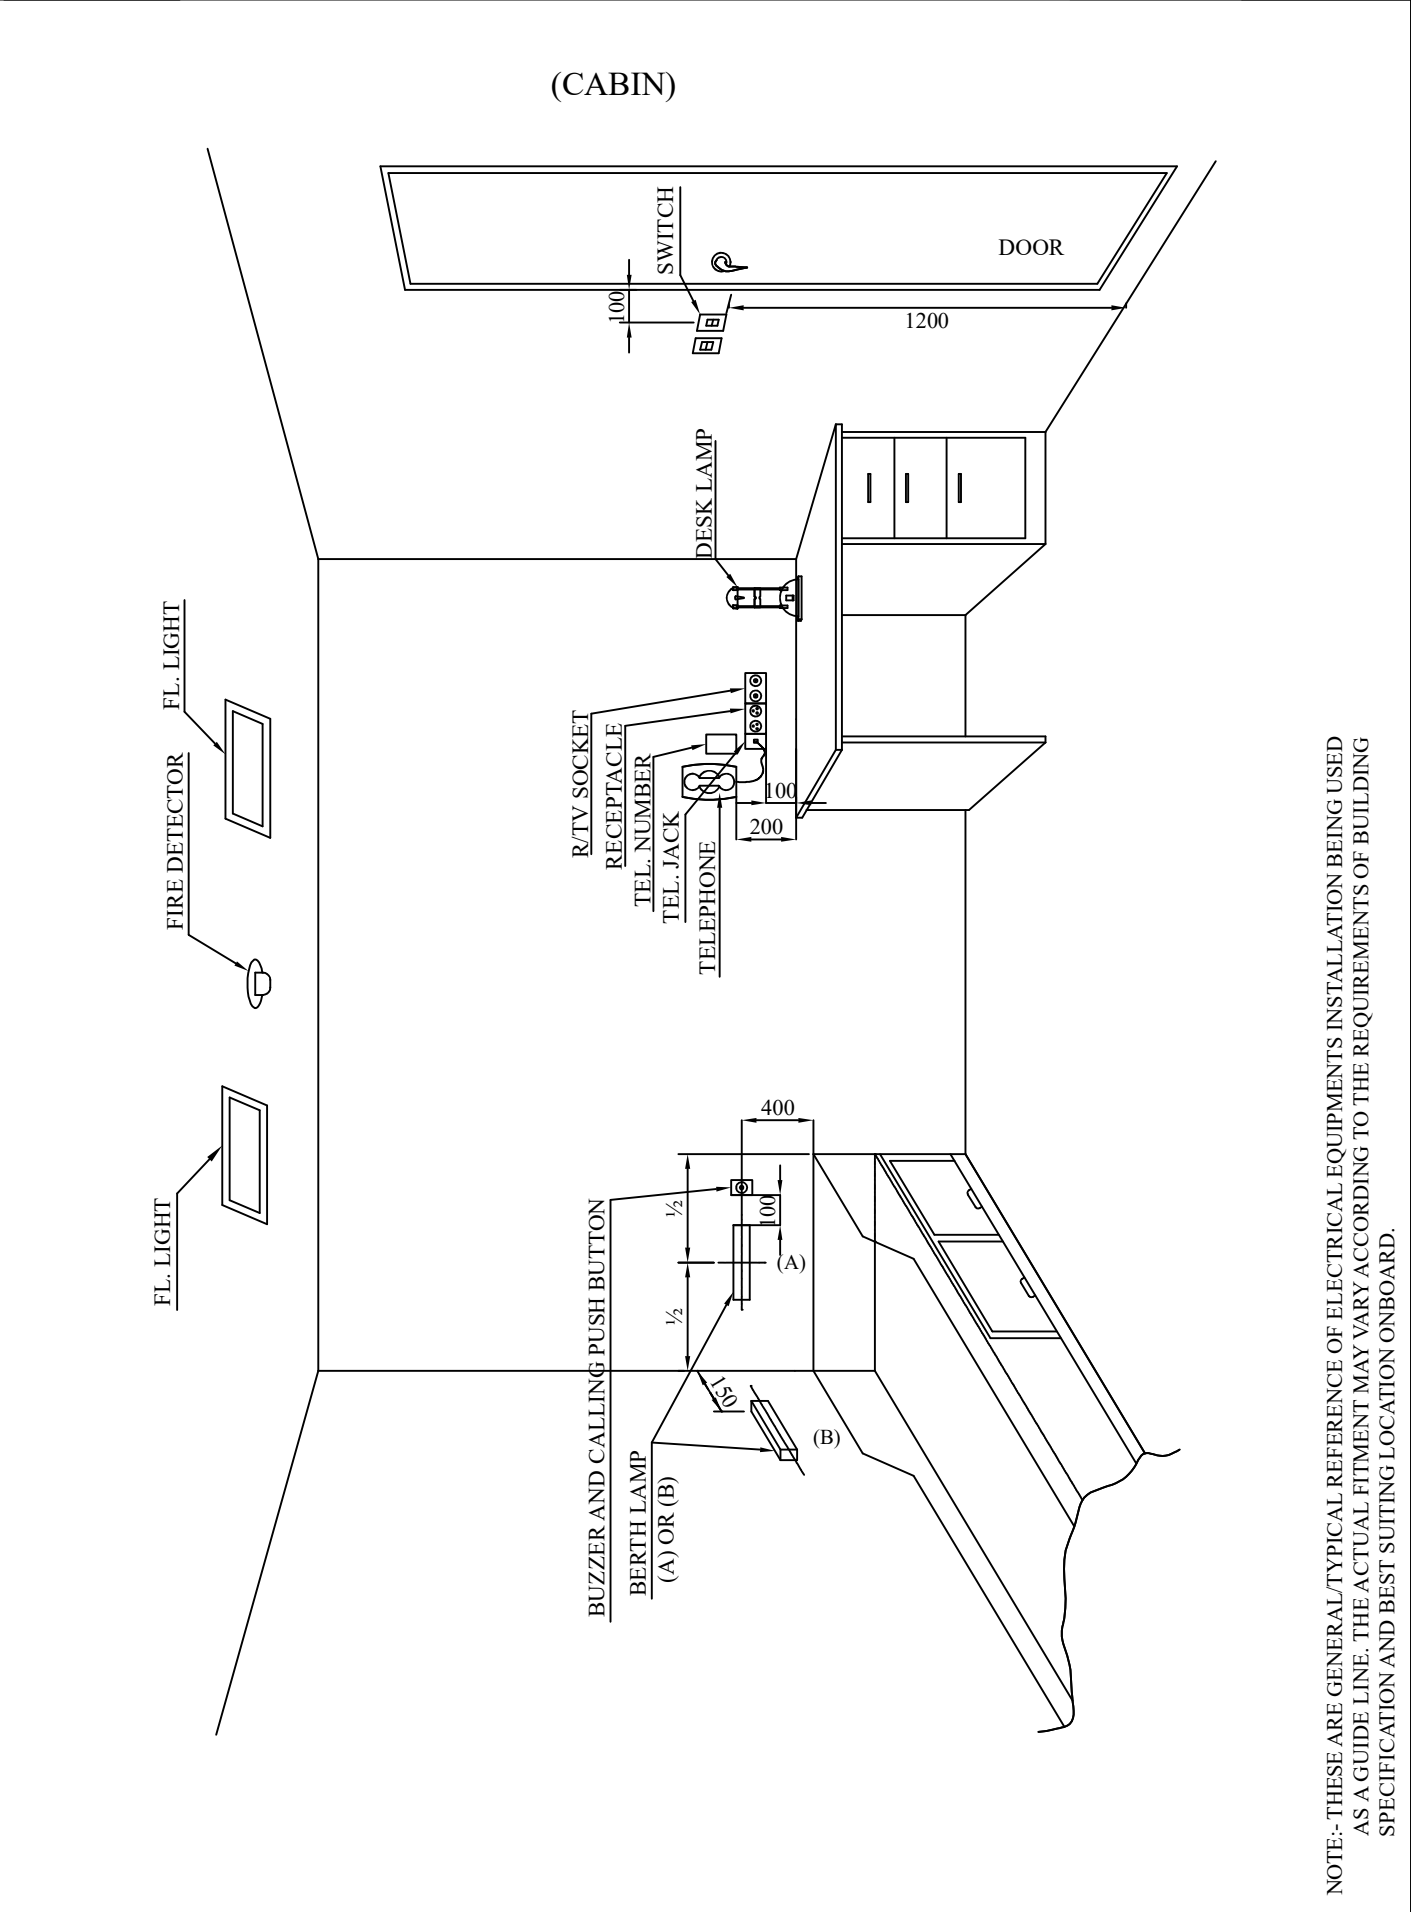 (CABIN)
FL. LIGHT
FIRE DETECTOR
FL. LIGHT
SWITCH
100
DOOR
1200
DESK LAMP
R/TV SOCKET
RECEPTACLE
TEL. NUMBER
TEL. JACK
TELEPHONE
100
200
400
½
½
100
(A)
BUZZER AND CALLING PUSH BUTTON
150
(B)
BERTH LAMP
(A) OR (B)
NOTE:- THESE ARE GENERAL/TYPICAL REFERENCE OF ELECTRICAL EQUIPMENTS INSTALLATION BEING USED
AS A GUIDE LINE. THE ACTUAL FITMENT MAY VARY ACCORDING TO THE REQUIREMENTS OF BUILDING
SPECIFICATION AND BEST SUITING LOCATION ONBOARD.